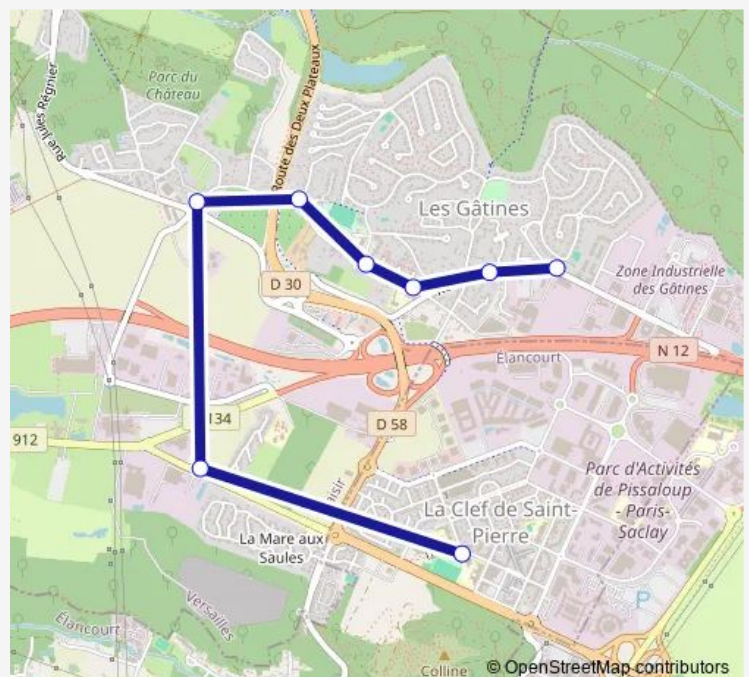 Parc du
Château
Rue Jules Régnier
Route des Deux Plateaux
Les Gâtines
Zone Industrielle
des Gâtines
D 30
N 12
Élancourt
134
D 58
912
Parc d'Activités
de Pissaloup
- Paris-
Saclay
La Clef de Saint-
Pierre
aisir
La Mare aux
Saules
Versailles
P
Élancourt
Colline
© OpenStreetMap contributors